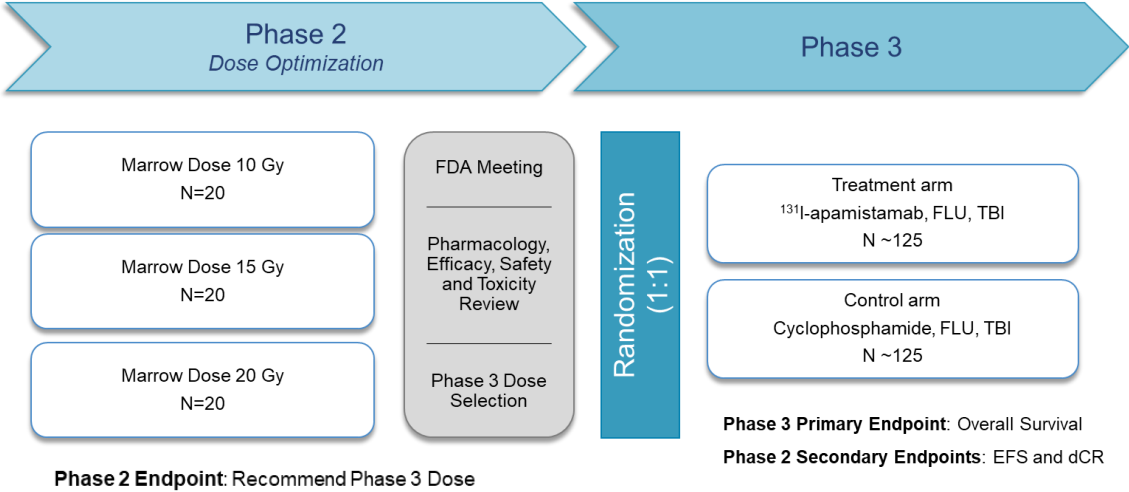 Phase 2
Dose Optimization
Phase 3
Marrow Dose 10 Gy
N=20
Marrow Dose 15 Gy
N=20
Marrow Dose 20 Gy
N=20
FDA Meeting
Pharmacology,
Efficacy, Safety
and Toxicity
Review
Phase 3 Dose
Selection
Randomization
(1:1)
Treatment arm
¹³¹I-apamistamab, FLU, TBI
N ~125
Control arm
Cyclophosphamide, FLU, TBI
N ~125
Phase 3 Primary Endpoint: Overall Survival
Phase 2 Secondary Endpoints: EFS and dCR
Phase 2 Endpoint: Recommend Phase 3 Dose